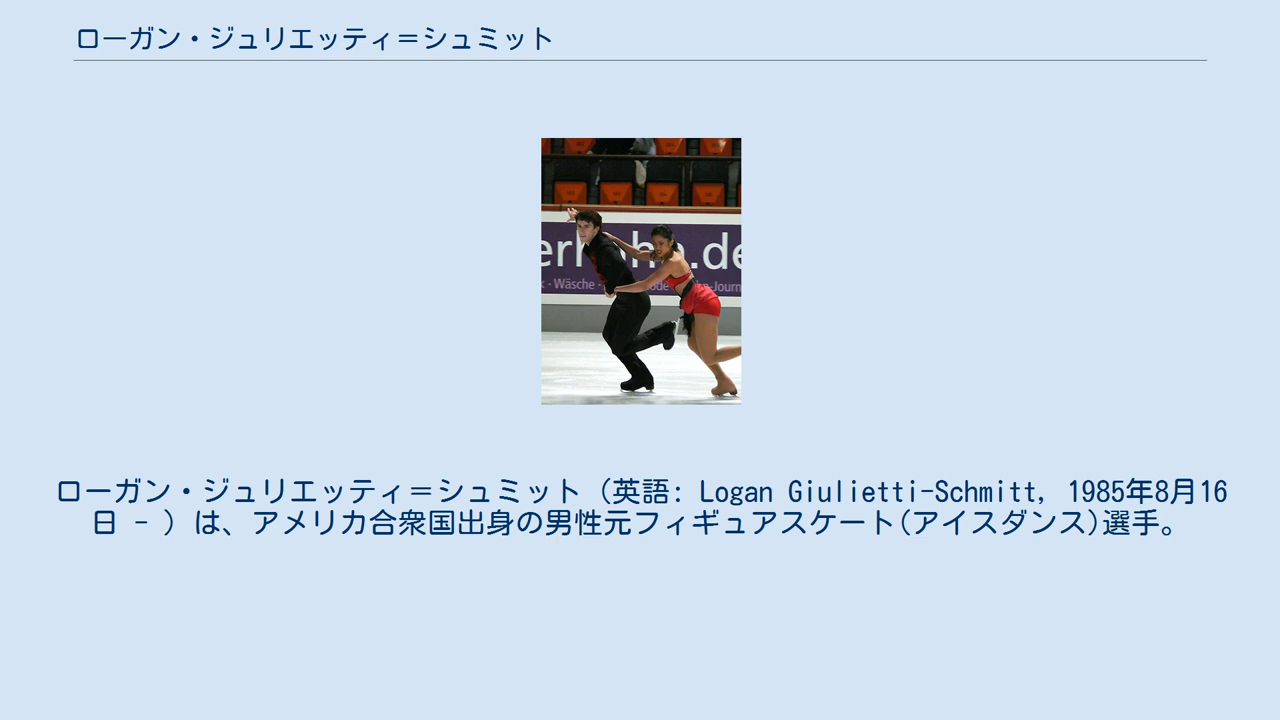 ローガン・ジュリエッティ＝シュミット
.de
· Wäsche ·
ローガン・ジュリエッティ＝シュミット（英語: Logan Giulietti-Schmitt, 1985年8月16
日 - ）は、アメリカ合衆国出身の男性元フィギュアスケート(アイスダンス)選手。